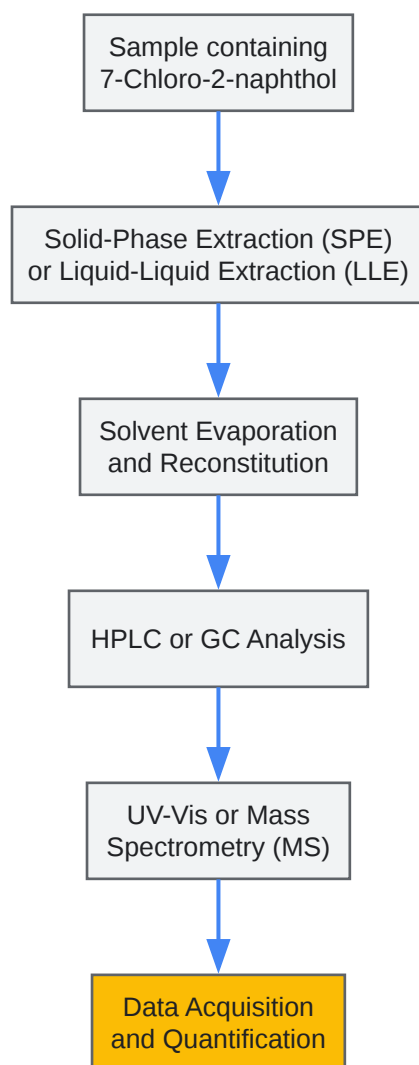 Sample containing
7-Chloro-2-naphthol
Solid-Phase Extraction (SPE)
or Liquid-Liquid Extraction (LLE)
Solvent Evaporation
and Reconstitution
HPLC or GC Analysis
UV-Vis or Mass
Spectrometry (MS)
Data Acquisition
and Quantification